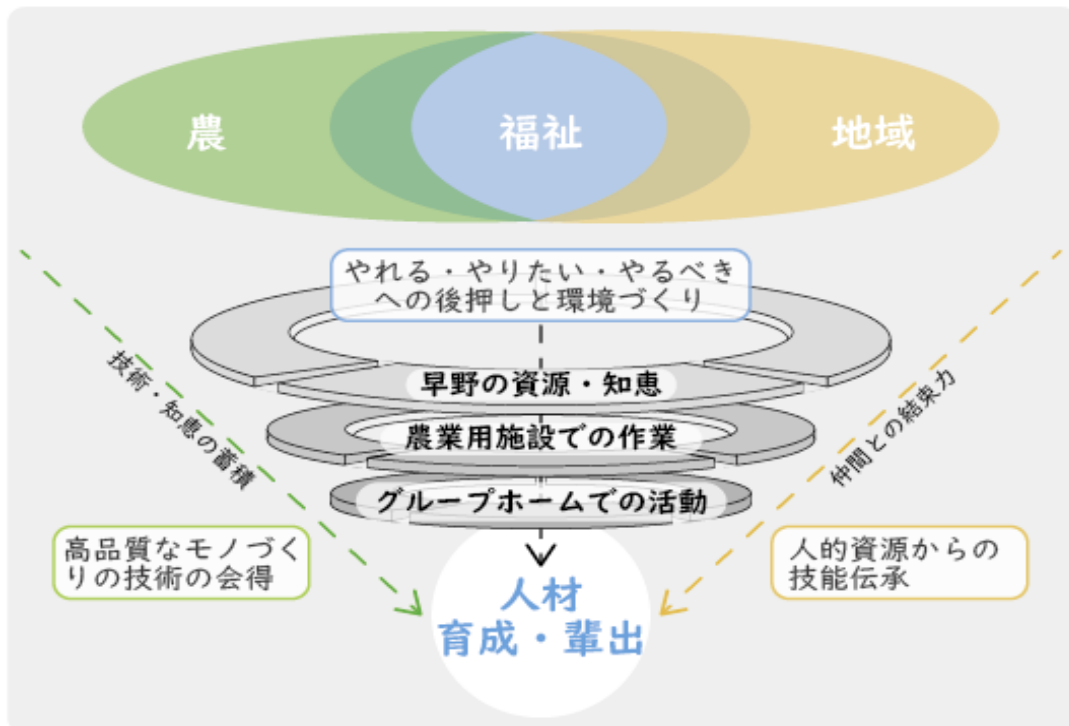 農
福祉
地域
やれる・やりたい・やるべき
への後押しと環境づくり
早野の資源・知恵
農業用施設での作業
グループホームでの活動
技術・知恵の蓄積
仲間との結束力
高品質なモノづく
りの技術の会得
人的資源からの
技能伝承
人材
育成・輩出